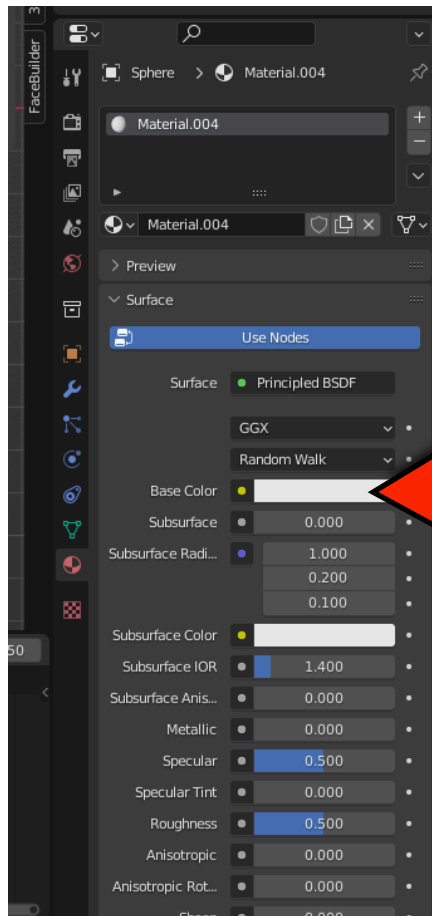 3
FaceBuilder
Sphere > Material.004
Material.004
Material.004
Preview
Surface
Use Nodes
Surface Principled BSDF
GGX
Random Walk
Base Color
Subsurface 0.000
Subsurface Radi... 1.000
0.200
0.100
Subsurface Color
50
Subsurface IOR 1.400
Subsurface Anis... 0.000
Metallic 0.000
Specular 0.500
Specular Tint 0.000
Roughness 0.500
Anisotropic 0.000
Anisotropic Rot... 0.000